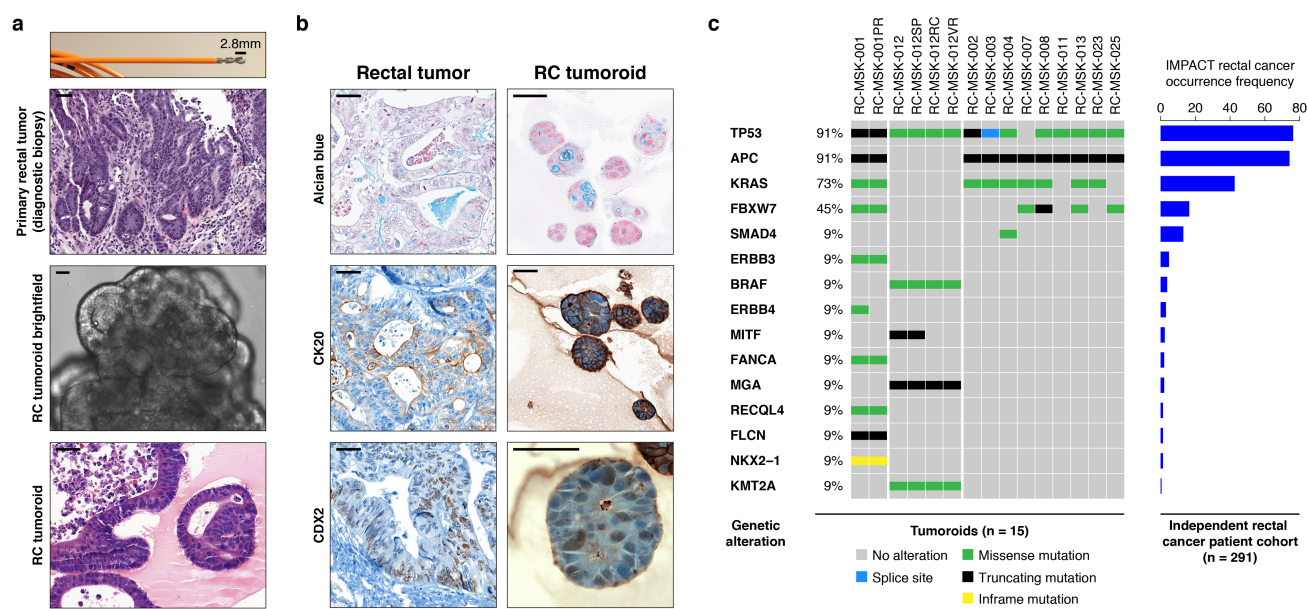 a
2.8mm
Primary rectal tumor
(diagnostic biopsy)
RC tumoroid brightfield
RC tumoroid
b
Rectal tumor
RC tumoroid
Alcian blue
CK20
CDX2
c
RC-MSK-001
RC-MSK-001PR
RC-MSK-012
RC-MSK-012SP
RC-MSK-012RC
RC-MSK-012VR
RC-MSK-002
RC-MSK-003
RC-MSK-004
RC-MSK-007
RC-MSK-008
RC-MSK-011
RC-MSK-013
RC-MSK-023
RC-MSK-025
IMPACT rectal cancer
occurrence frequency
0 20 40 60 80
TP53 91%
APC 91%
KRAS 73%
FBXW7 45%
SMAD4 9%
ERBB3 9%
BRAF 9%
ERBB4 9%
MITF 9%
FANCA 9%
MGA 9%
RECQL4 9%
FLCN 9%
NKX2–1 9%
KMT2A 9%
Genetic
alteration
Tumoroids (n = 15)
No alteration
Missense mutation
Splice site
Truncating mutation
Inframe mutation
Independent rectal
cancer patient cohort
(n = 291)